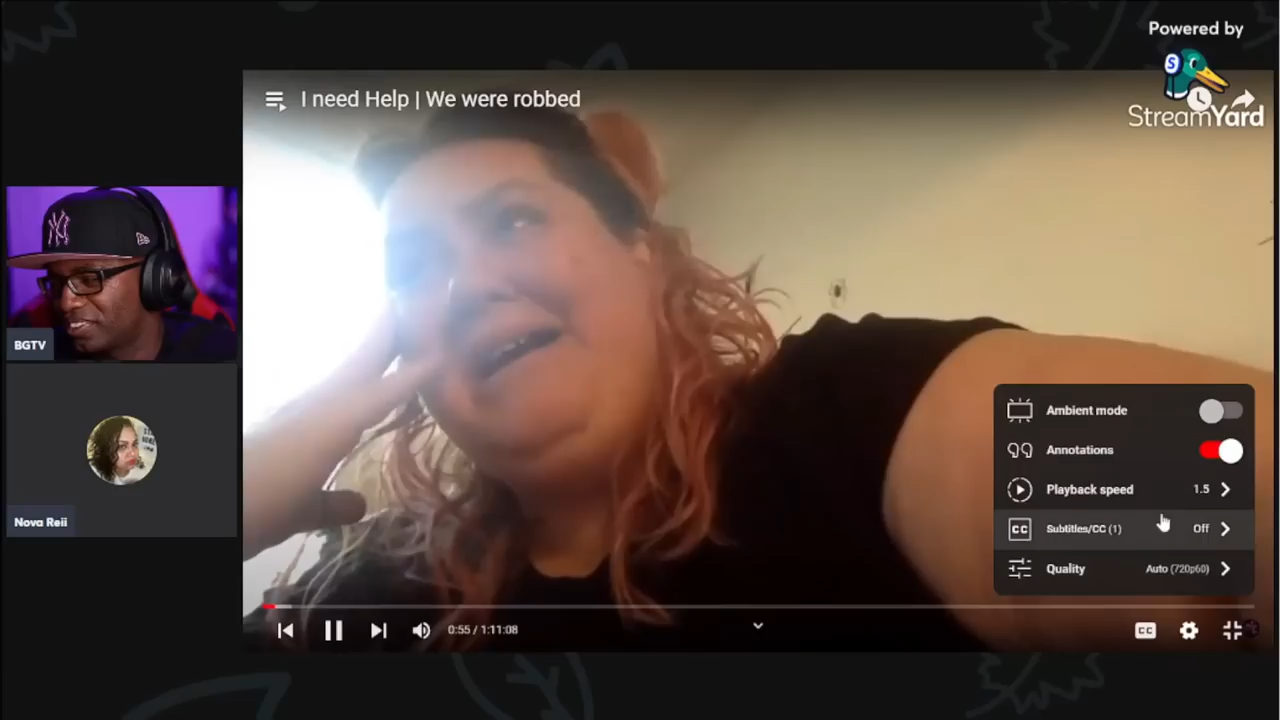 Powered by
StreamYard
I need Help | We were robbed
BGTV
Nova Reii
Ambient mode
Annotations
Playback speed 1.5
Subtitles/CC (1) Off
Quality Auto (720p60)
0:55 / 1:11:08